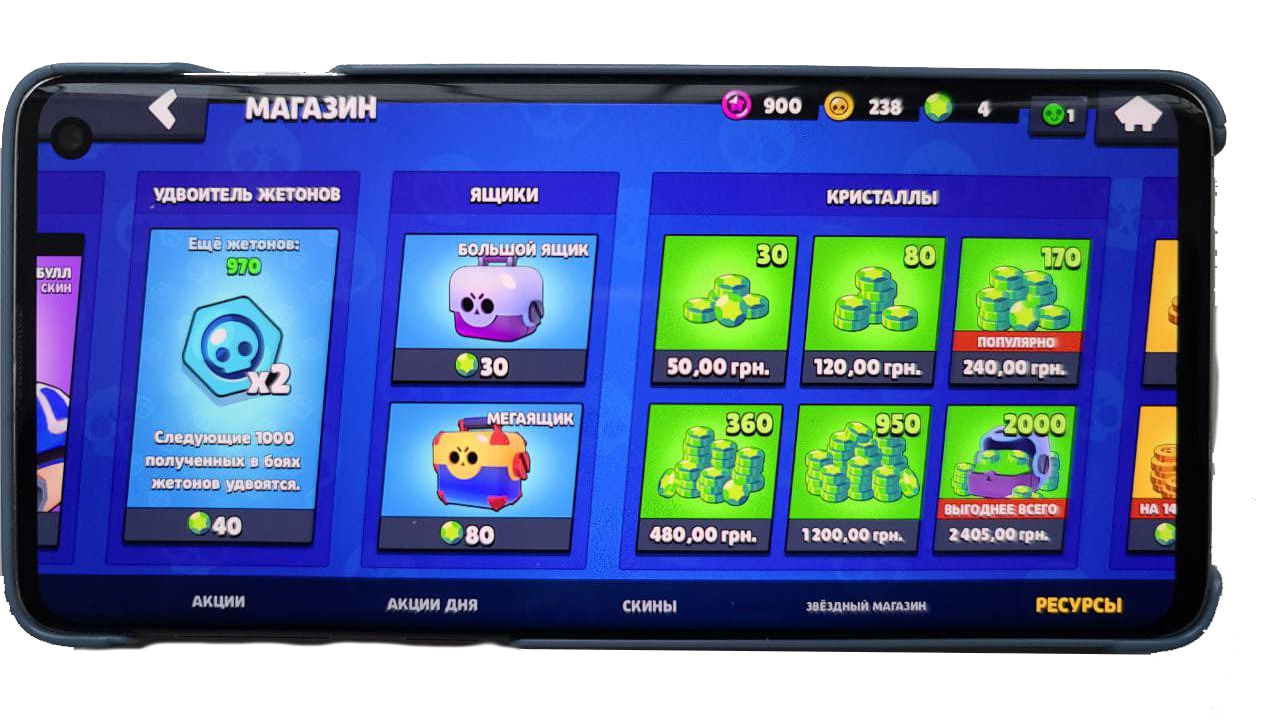 МАГАЗИН
900
238
4
1
УДВОИТЕЛЬ ЖЕТОНОВ
ЯЩИКИ
КРИСТАЛЛЫ
БУЛЛ
СКИН
Ещё жетонов:
970
x2
Следующие 1000
полученных в боях
жетонов удвоятся.
40
БОЛЬШОЙ ЯЩИК
30
МЕГАЯЩИК
80
30
50,00 грн.
80
120,00 грн.
170
ПОПУЛЯРНО
240,00 грн.
360
480,00 грн.
950
1200,00 грн.
2000
ВЫГОДНЕЕ ВСЕГО
2 405,00 грн.
НА 14
АКЦИИ
АКЦИИ ДНЯ
СКИНЫ
ЗВЁЗДНЫЙ МАГАЗИН
РЕСУРСЫ